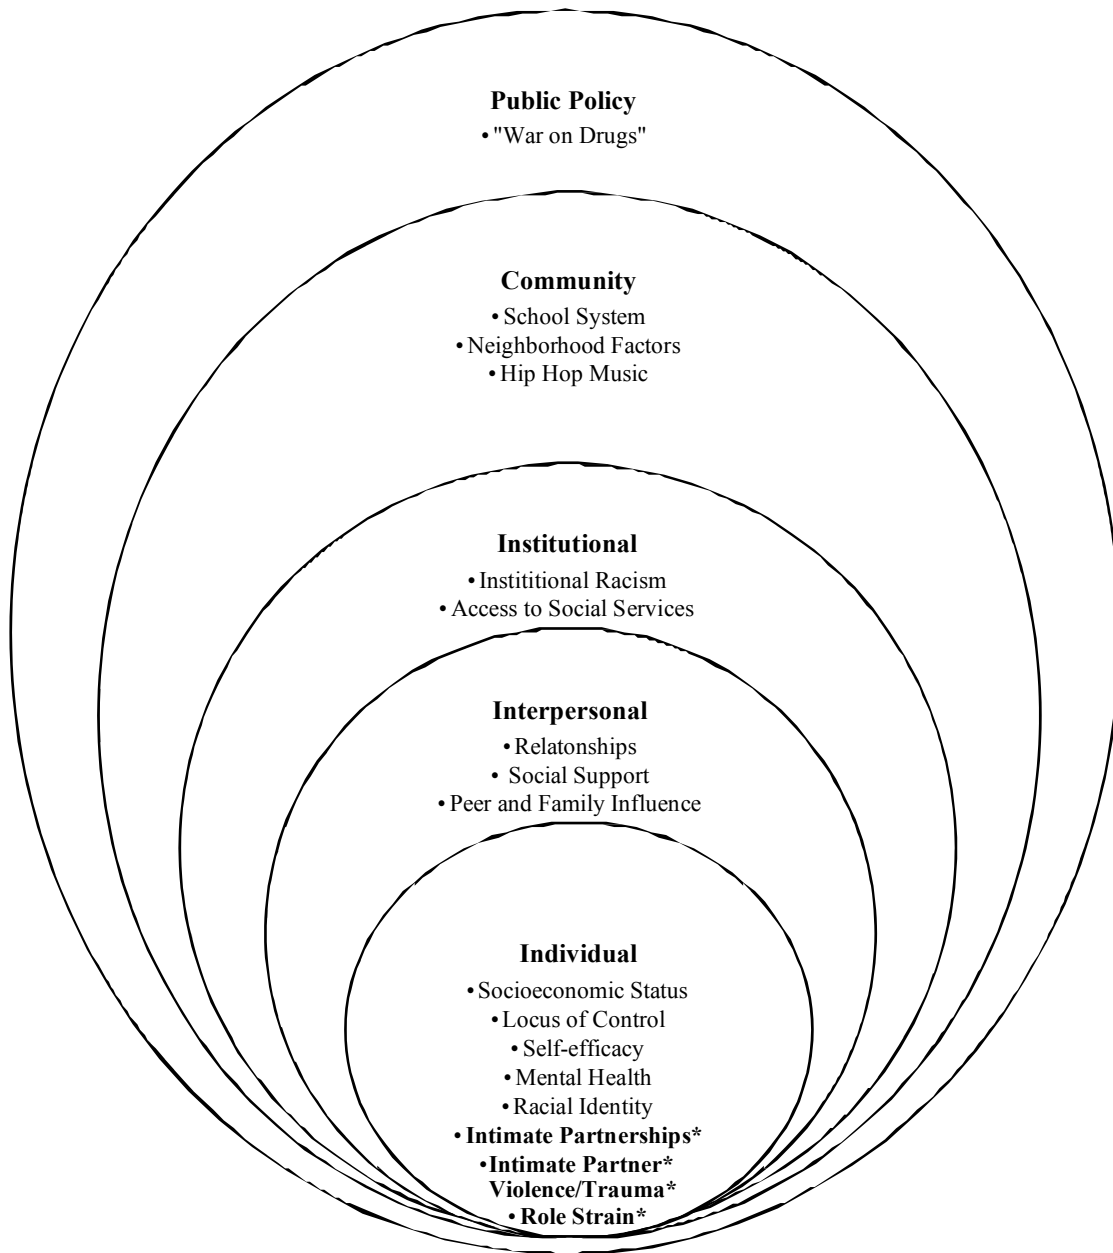 Public Policy
• "War on Drugs"
Community
• School System
• Neighborhood Factors
• Hip Hop Music
Institutional
• Instititional Racism
• Access to Social Services
Interpersonal
• Relatonships
• Social Support
• Peer and Family Influence
Individual
• Socioeconomic Status
• Locus of Control
• Self-efficacy
• Mental Health
• Racial Identity
• Intimate Partnerships*
• Intimate Partner*
Violence/Trauma*
• Role Strain*